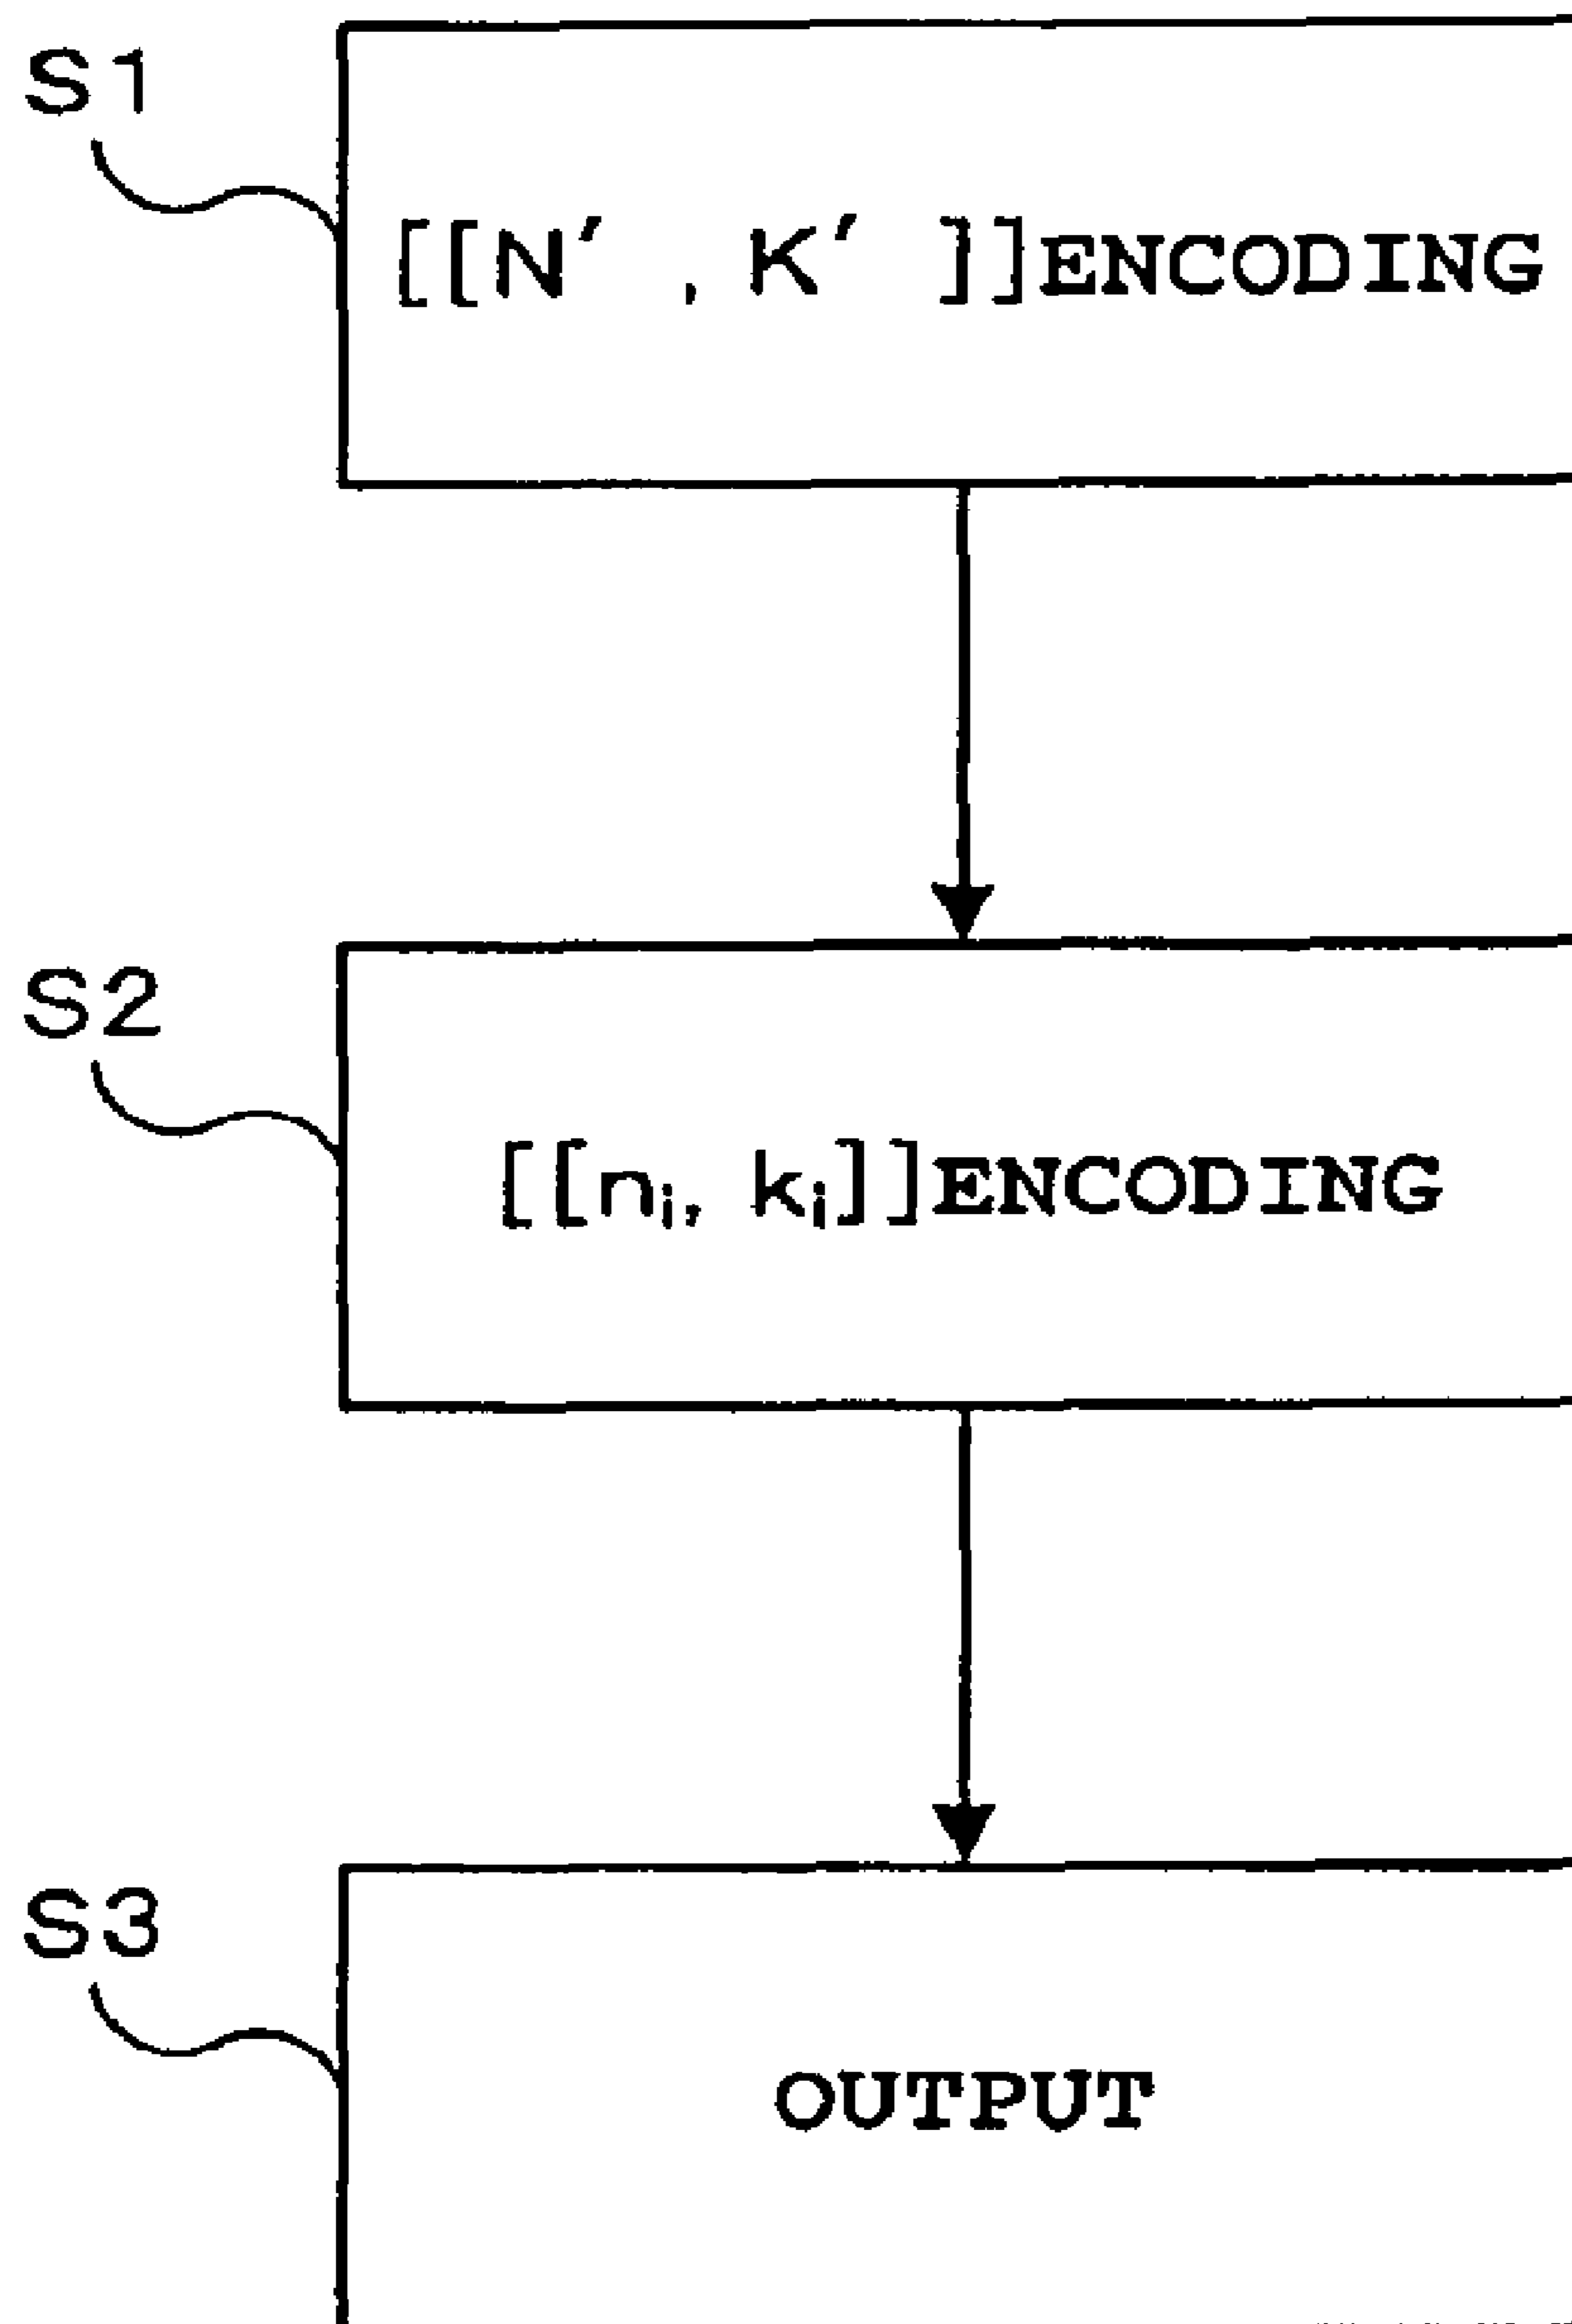 S1
[[N′ , K′ ]]ENCODING
S2
[[nᵢ, kᵢ]]ENCODING
S3
OUTPUT